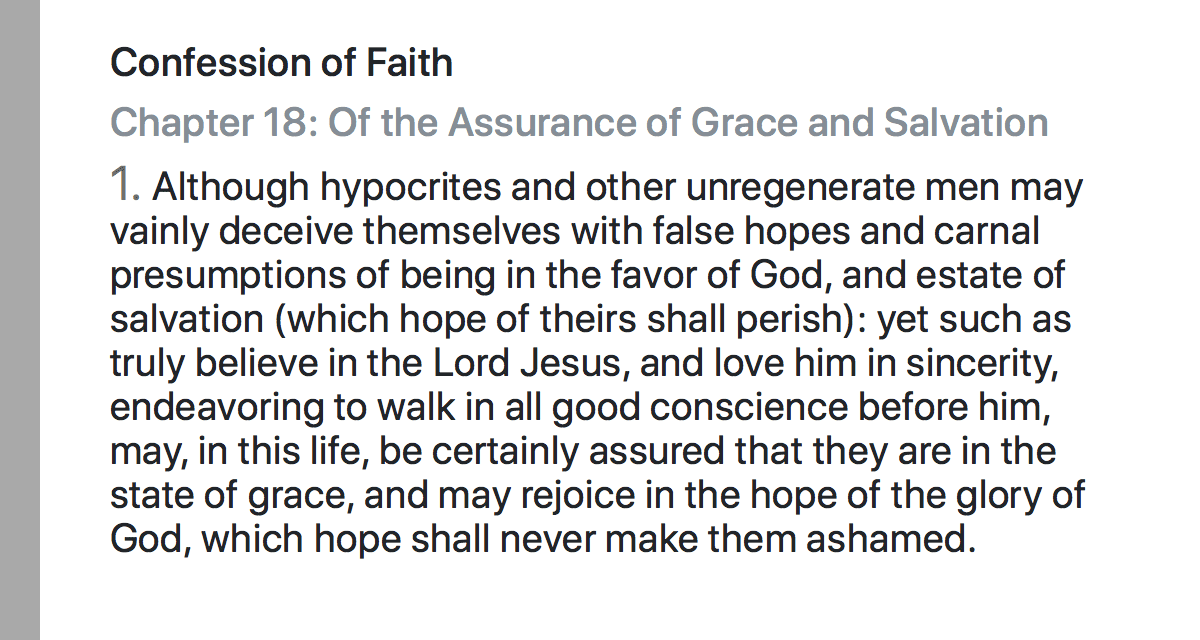 Confession of Faith
Chapter 18: Of the Assurance of Grace and Salvation
1. Although hypocrites and other unregenerate men may
vainly deceive themselves with false hopes and carnal
presumptions of being in the favor of God, and estate of
salvation (which hope of theirs shall perish): yet such as
truly believe in the Lord Jesus, and love him in sincerity,
endeavoring to walk in all good conscience before him,
may, in this life, be certainly assured that they are in the
state of grace, and may rejoice in the hope of the glory of
God, which hope shall never make them ashamed.